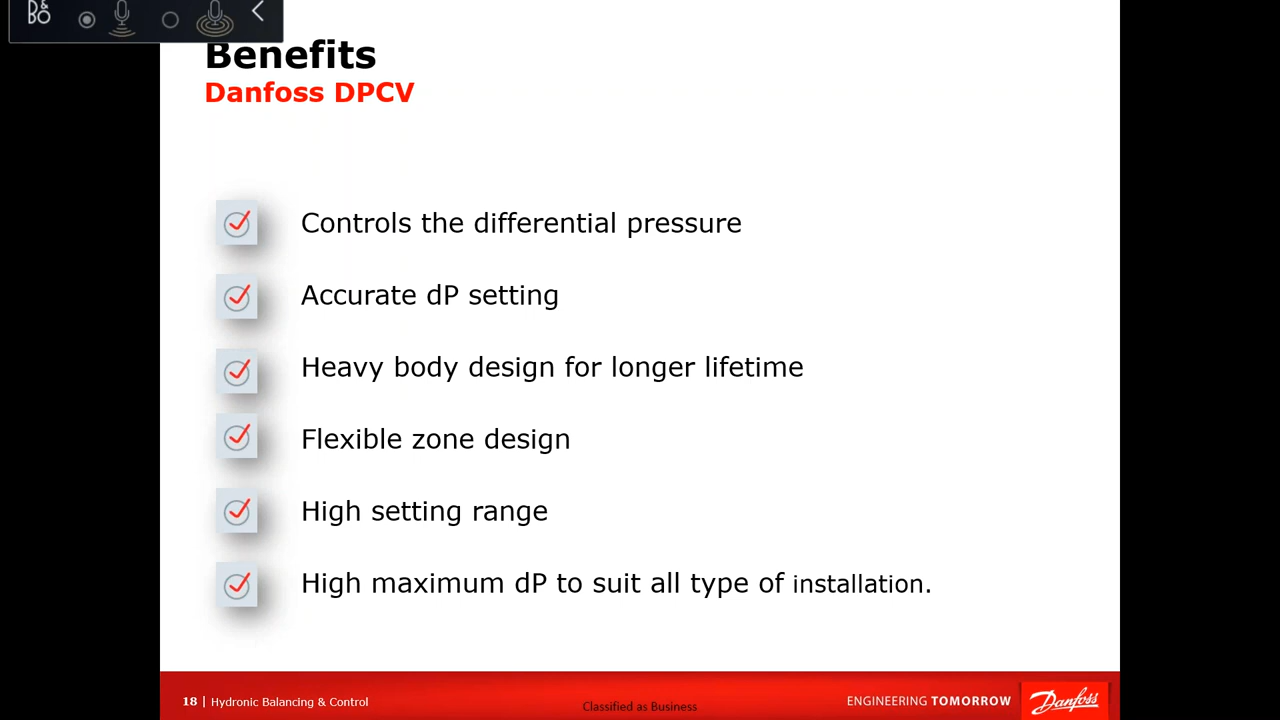 B&O
Benefits
Danfoss DPCV
Controls the differential pressure
Accurate dP setting
Heavy body design for longer lifetime
Flexible zone design
High setting range
High maximum dP to suit all type of installation.
18 | Hydronic Balancing & Control
Classified as Business
ENGINEERING TOMORROW
Danfoss